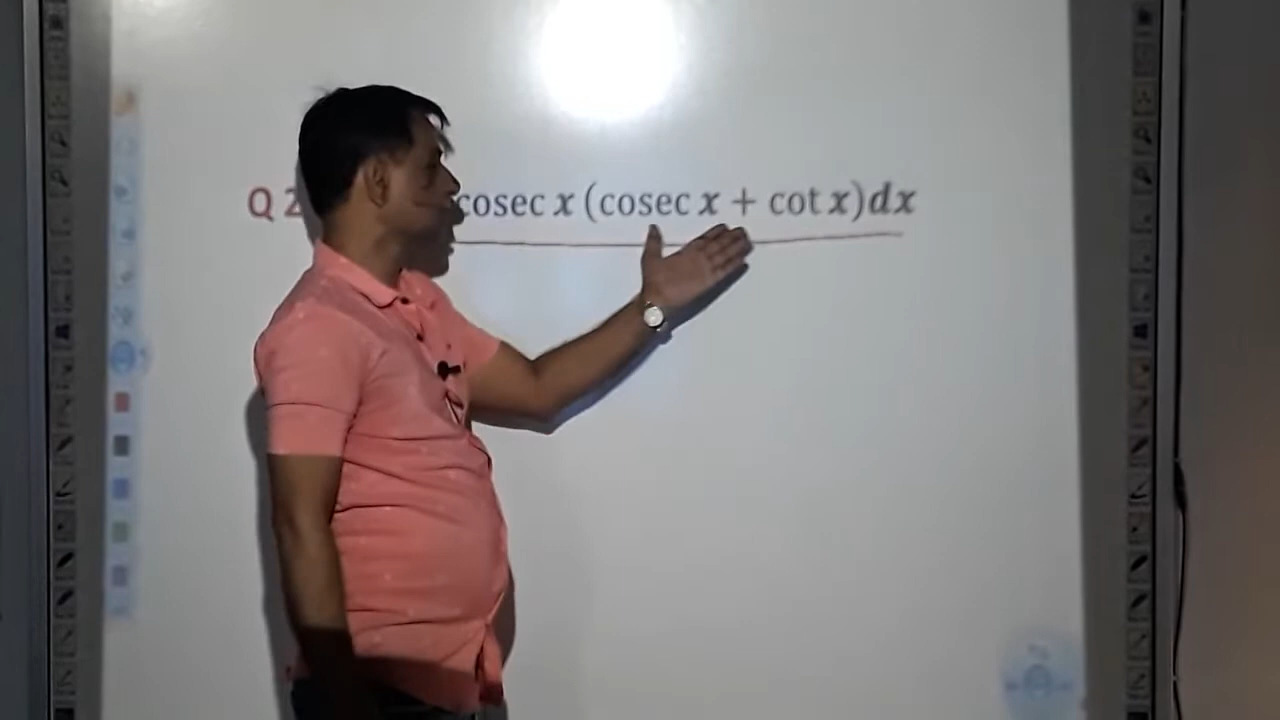 Q 2 cosec x (cosec x + cot x)dx